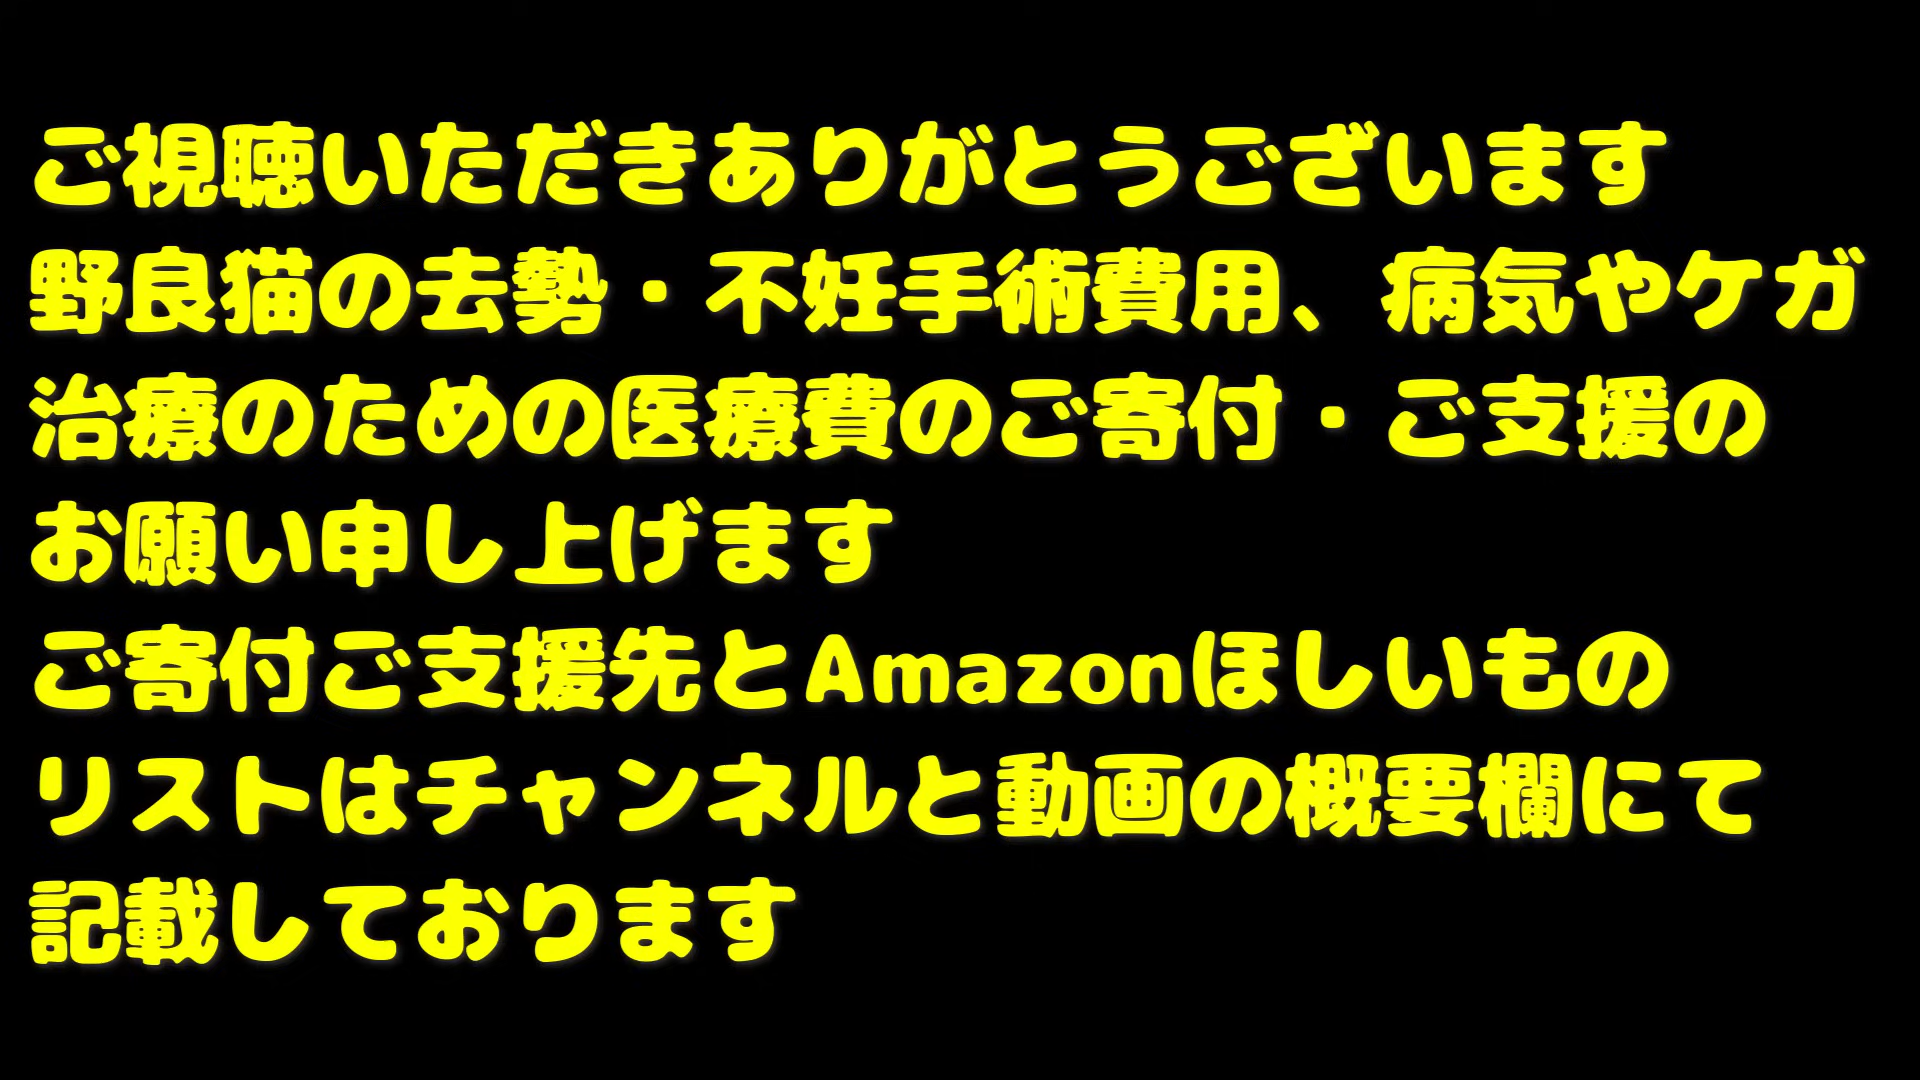 ご視聴いただきありがとうございます
野良猫の去勢・不妊手術費用、病気やケガ
治療のための医療費のご寄付・ご支援の
お願い申し上げます
ご寄付ご支援先とAmazonほしいもの
リストはチャンネルと動画の概要欄にて
記載しております